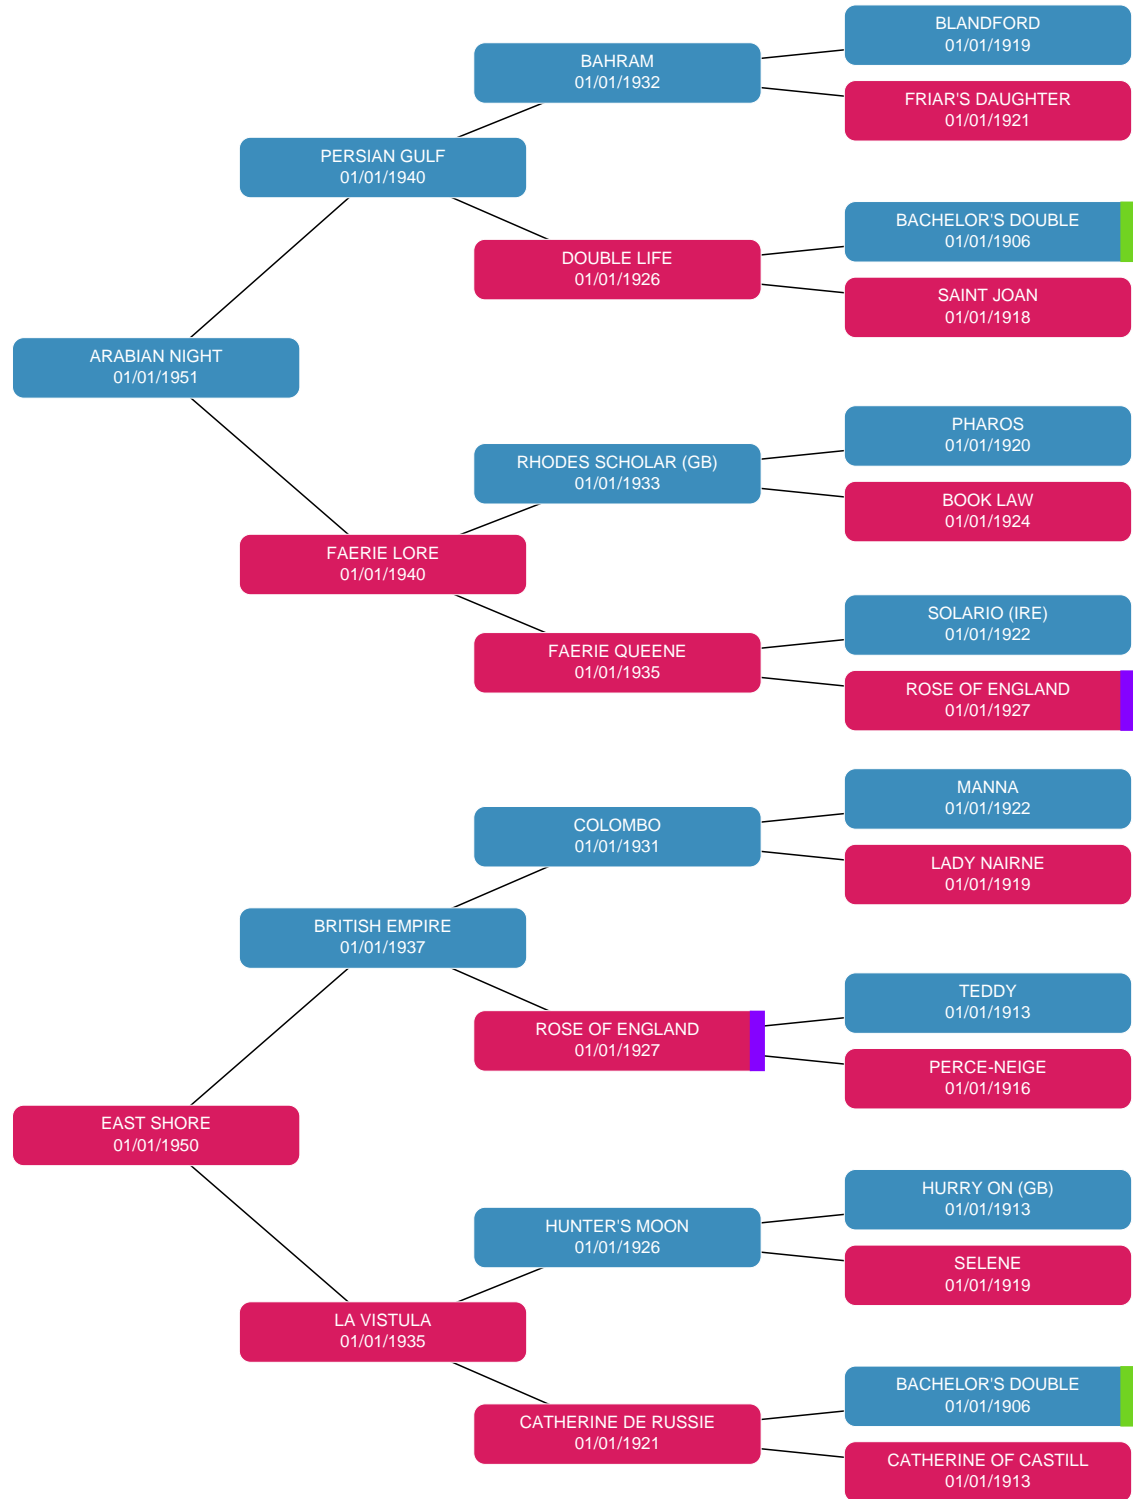 BLANDFORD
01/01/1919
BAHRAM
01/01/1932
FRIAR'S DAUGHTER
01/01/1921
PERSIAN GULF
01/01/1940
BACHELOR'S DOUBLE
01/01/1906
DOUBLE LIFE
01/01/1926
SAINT JOAN
01/01/1918
ARABIAN NIGHT
01/01/1951
PHAROS
01/01/1920
RHODES SCHOLAR (GB)
01/01/1933
BOOK LAW
01/01/1924
FAERIE LORE
01/01/1940
SOLARIO (IRE)
01/01/1922
FAERIE QUEENE
01/01/1935
ROSE OF ENGLAND
01/01/1927
MANNA
01/01/1922
COLOMBO
01/01/1931
LADY NAIRNE
01/01/1919
BRITISH EMPIRE
01/01/1937
TEDDY
01/01/1913
ROSE OF ENGLAND
01/01/1927
PERCE-NEIGE
01/01/1916
EAST SHORE
01/01/1950
HURRY ON (GB)
01/01/1913
HUNTER'S MOON
01/01/1926
SELENE
01/01/1919
LA VISTULA
01/01/1935
BACHELOR'S DOUBLE
01/01/1906
CATHERINE DE RUSSIE
01/01/1921
CATHERINE OF CASTILL
01/01/1913